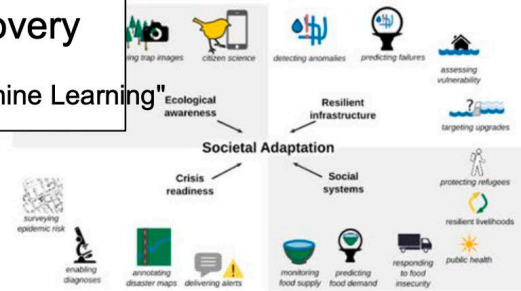 overy
nine Learning"
ing trap images
citizen science
detecting anomalies
predicting failures
assessing
vulnerability
?
targeting upgrades
Ecological
awareness
Resilient
infrastructure
Societal Adaptation
Crisis
readiness
Social
systems
protecting refugees
resilient livelihoods
public health
surveying
epidemic risk
enabling
diagnoses
annotating
disaster maps
delivering alerts
monitoring
food supply
predicting
food demand
responding
to food
insecurity